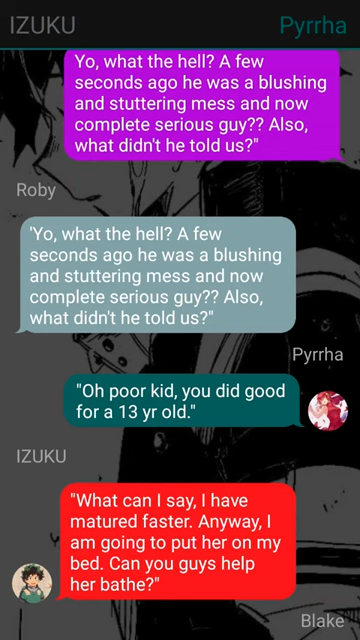 IZUKU
Pyrrha
Yo, what the hell? A few
seconds ago he was a blushing
and stuttering mess and now
complete serious guy?? Also,
what didn't he told us?"
Roby
'Yo, what the hell? A few
seconds ago he was a blushing
and stuttering mess and now
complete serious guy?? Also,
what didn't he told us?"
Pyrrha
"Oh poor kid, you did good
for a 13 yr old."
IZUKU
"What can I say, I have
matured faster. Anyway, I
am going to put her on my
bed. Can you guys help
her bathe?"
Blake